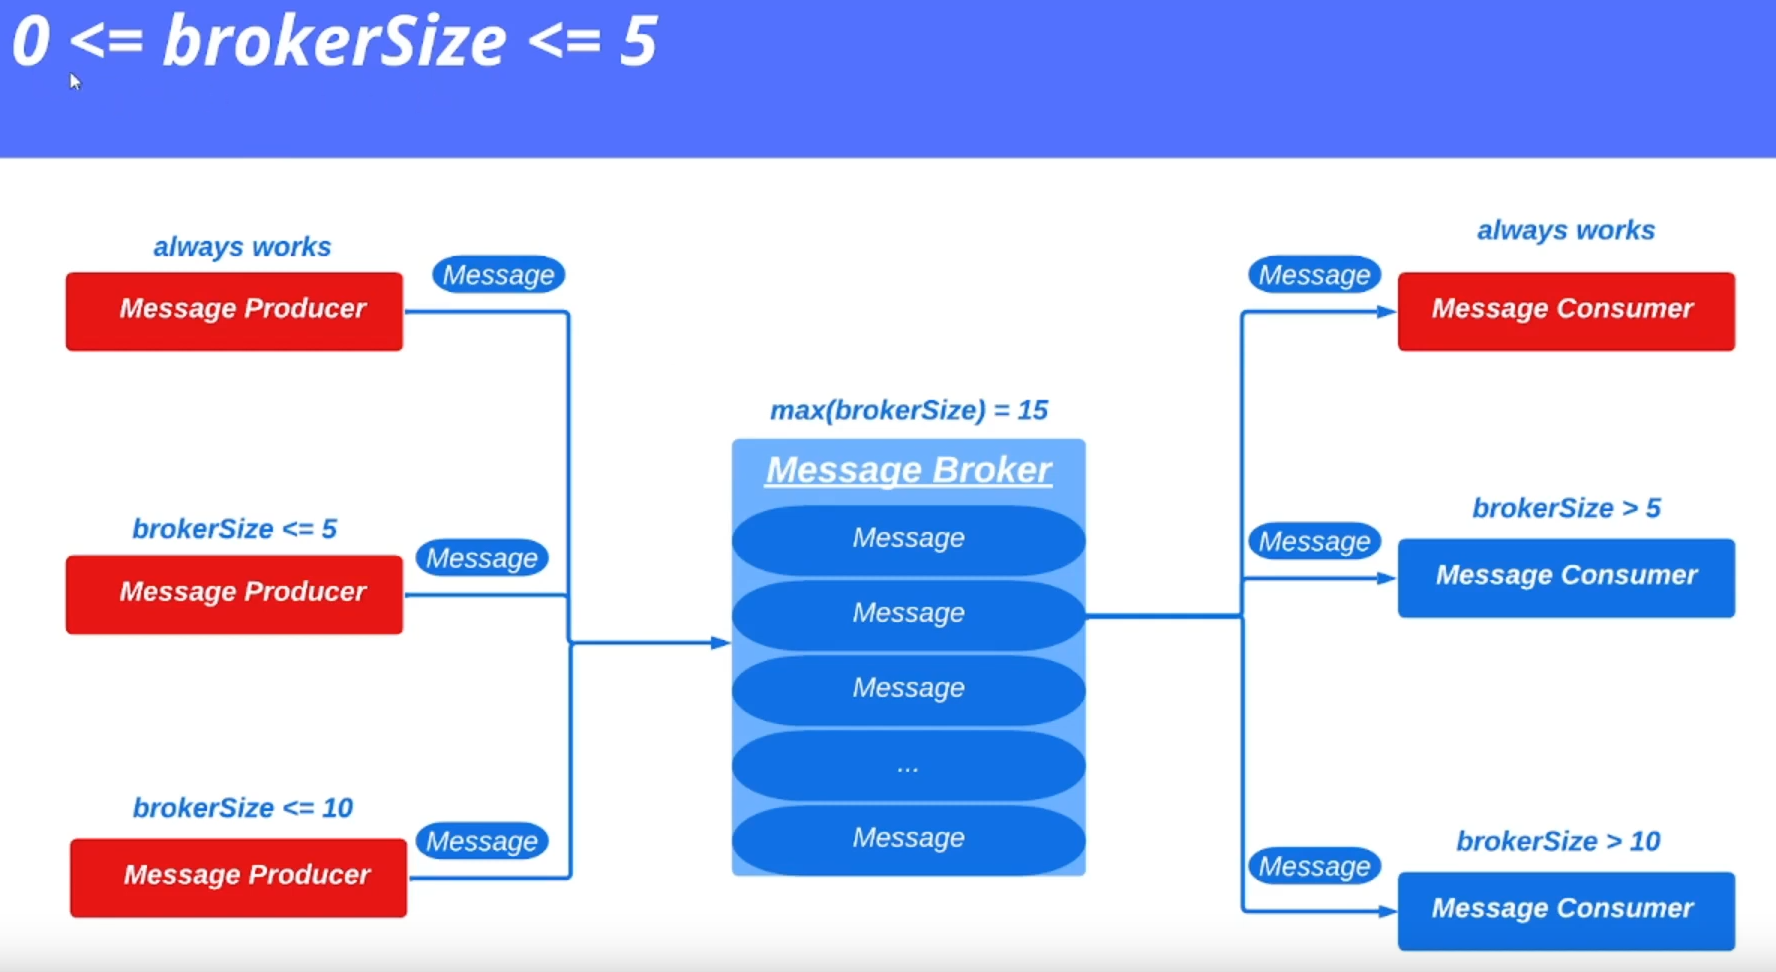 0 <= brokerSize <= 5
always works
Message Producer
Message
brokerSize <= 5
Message Producer
Message
brokerSize <= 10
Message Producer
Message
max(brokerSize) = 15
Message Broker
Message
Message
Message
...
Message
always works
Message
Message Consumer
brokerSize > 5
Message
Message Consumer
brokerSize > 10
Message
Message Consumer